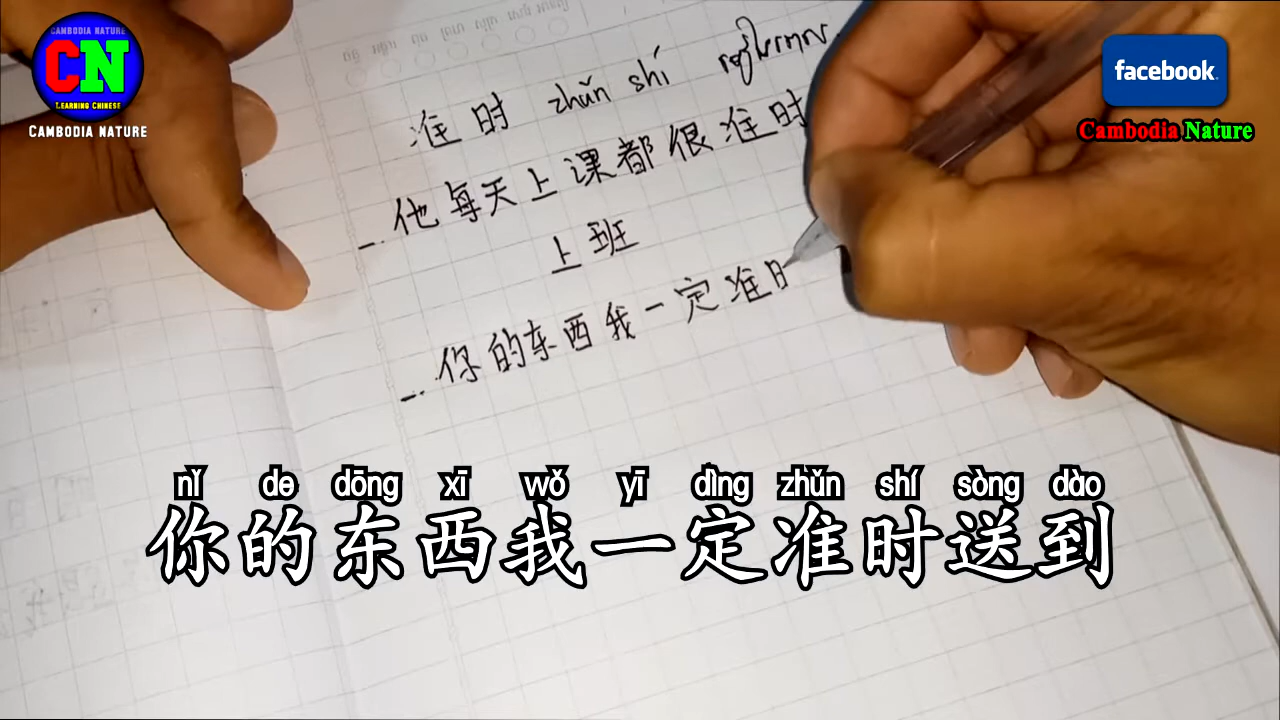 CAMBODIA NATURE
CN
LEARNING CHINESE
CAMBODIA NATURE
facebook
Cambodia Nature
准时 zhǔn shí
他每天上课都很准时
上班
你的东西我一定准日
nǐ de dōng xī wǒ yī dìng zhǔn shí sòng dào
你的东西我一定准时送到